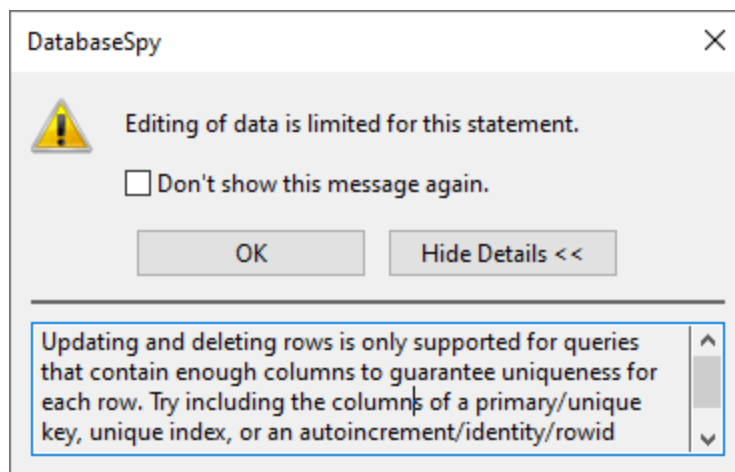 DatabaseSpy
Editing of data is limited for this statement.
Don't show this message again.
OK
Hide Details <<
Updating and deleting rows is only supported for queries
that contain enough columns to guarantee uniqueness for
each row. Try including the columns of a primary/unique
key, unique index, or an autoincrement/identity/rowid